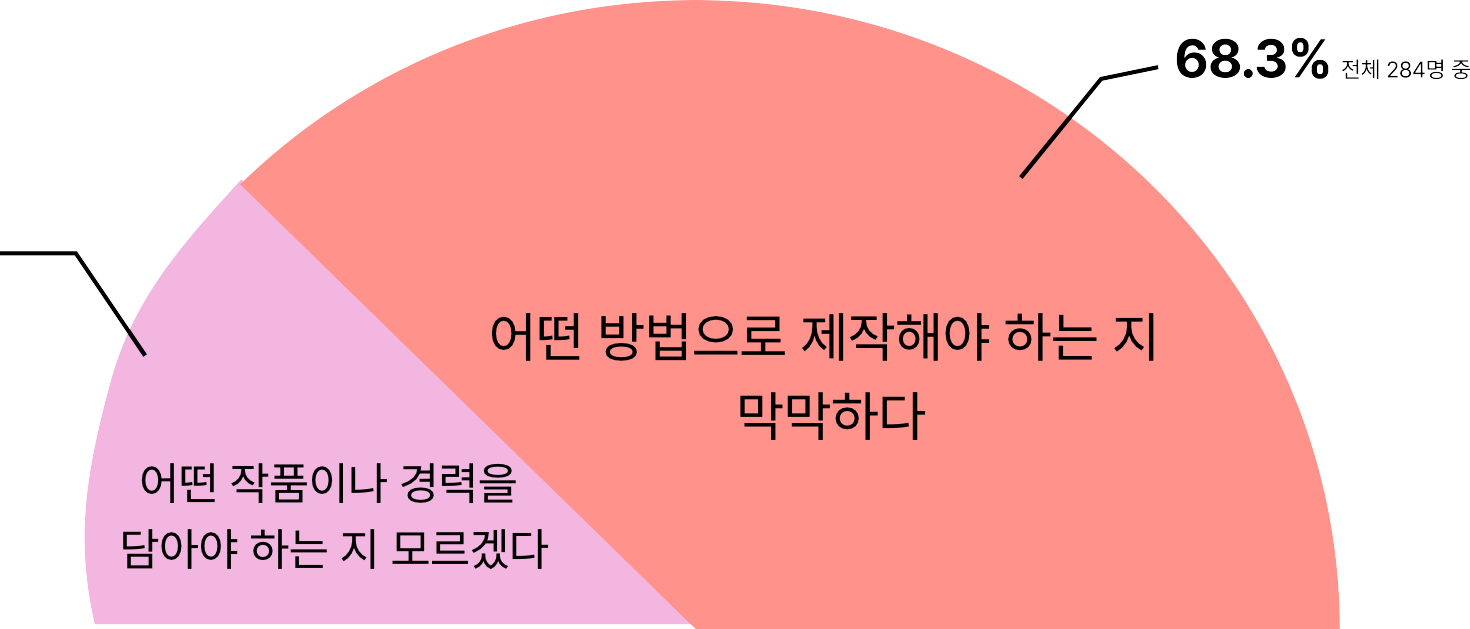 68.3% 전체 284명 중
어떤 방법으로 제작해야 하는 지
막막하다
어떤 작품이나 경력을
담아야 하는 지 모르겠다